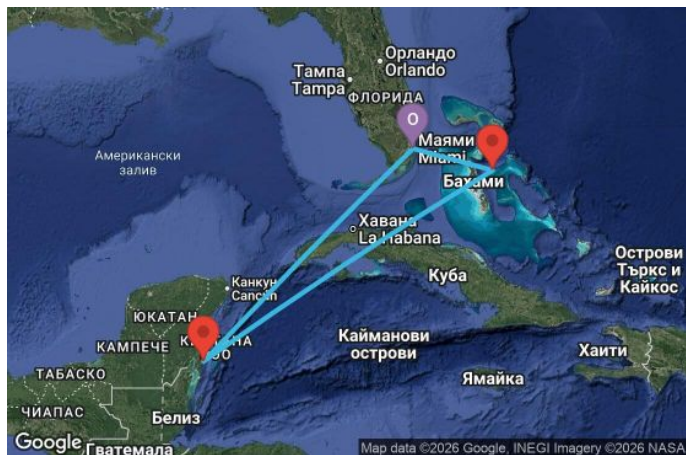 Орландо
Orlando
Тампа
Tampa
ФЛОРИДА
O
Маями
Miami
Американски
залив
Бахами
Хавана
La Habana
Острови
Търкс и
Кайкос
Куба
Канкун
Cancún
ЮКАТАН
КАМПЕЧЕ
Кайманови
острови
Хаити
ТАБАСКО
Ямайка
ЧИАПАС
Белиз
Google
Гватемала
Map data ©2026 Google, INEGI Imagery ©2026 NASA